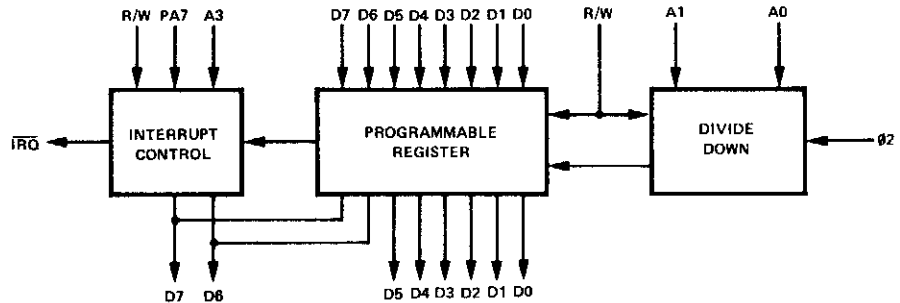 R/W PA7 A3 D7 D6 D5 D4 D3 D2 D1 D0 R/W A1 A0
IRQ
INTERRUPT
CONTROL
PROGRAMMABLE
REGISTER
DIVIDE
DOWN
Ø2
D7 D6 D5 D4 D3 D2 D1 D0